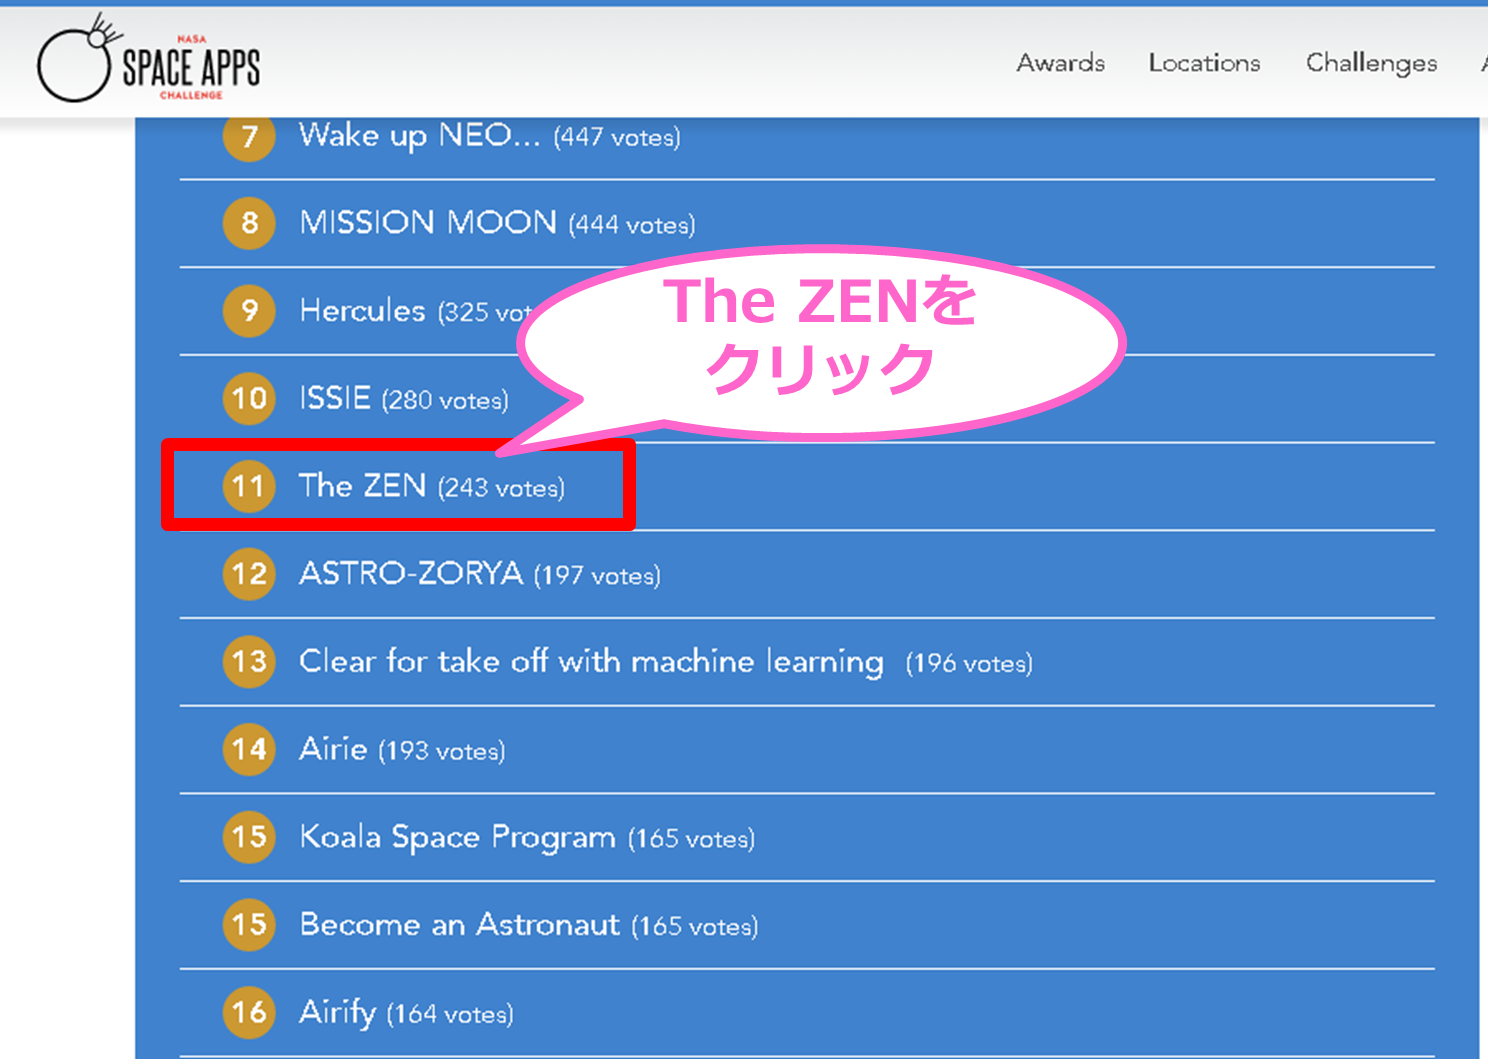 NASA
SPACE APPS
CHALLENGE
Awards Locations Challenges
7 Wake up NEO... (447 votes)
8 MISSION MOON (444 votes)
9 Hercules (325 vot
10 ISSIE (280 votes)
The ZENを
クリック
11 The ZEN (243 votes)
12 ASTRO-ZORYA (197 votes)
13 Clear for take off with machine learning (196 votes)
14 Airie (193 votes)
15 Koala Space Program (165 votes)
15 Become an Astronaut (165 votes)
16 Airify (164 votes)